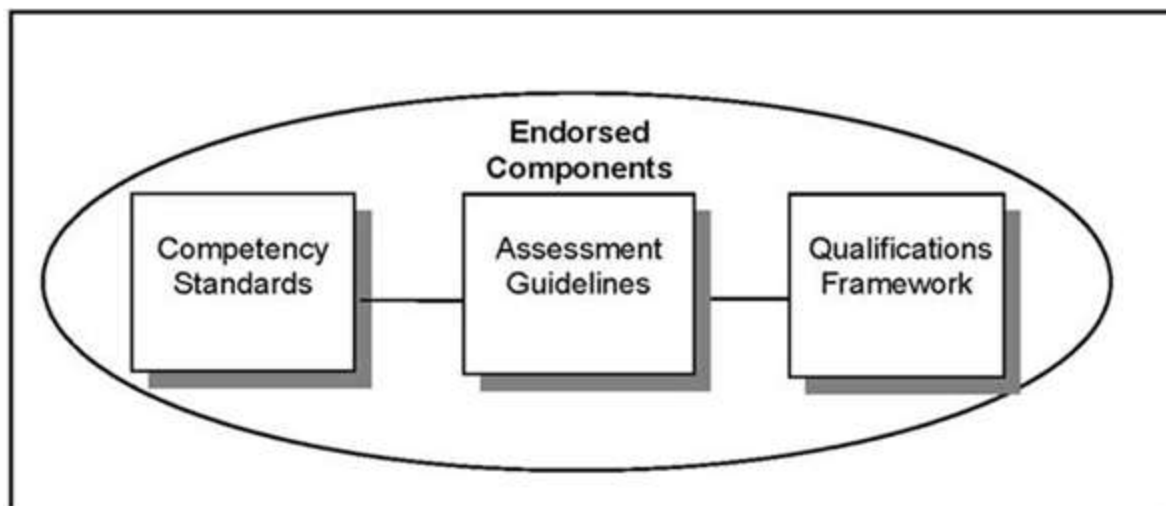 Endorsed
Components
Competency
Standards
Assessment
Guidelines
Qualifications
Framework